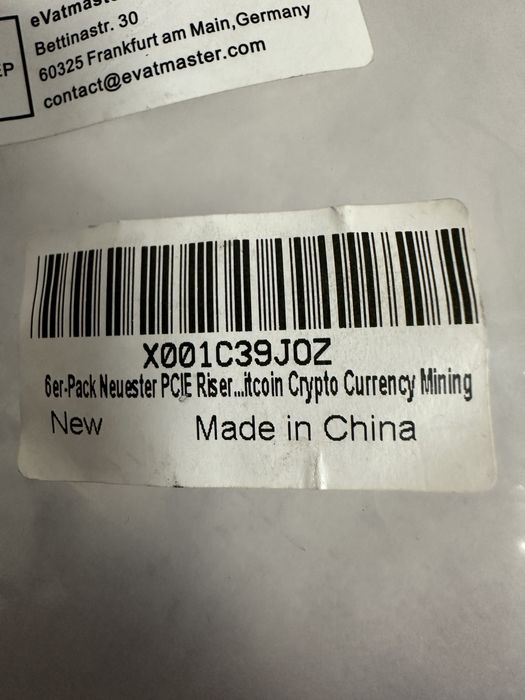 Bettinastr. 30
60325 Frankfurt am Main,Germany
contact@evatmaster.com
X001C39JOZ
6er-Pack Neuester PCIE Riser...itcoin Crypto Currency Mining
New Made in China